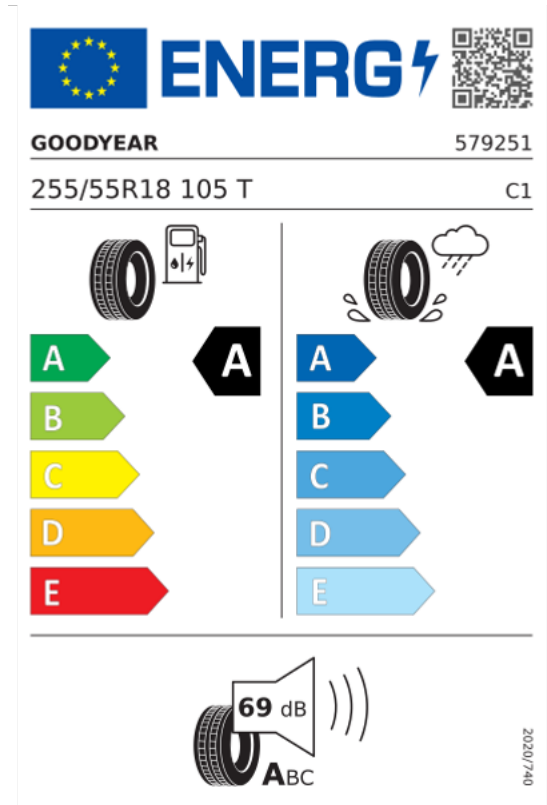 ENERG
GOODYEAR 579251
255/55R18 105 T C1
A A A A
B B
C C
D D
E E
69 dB
ABC
2020/740